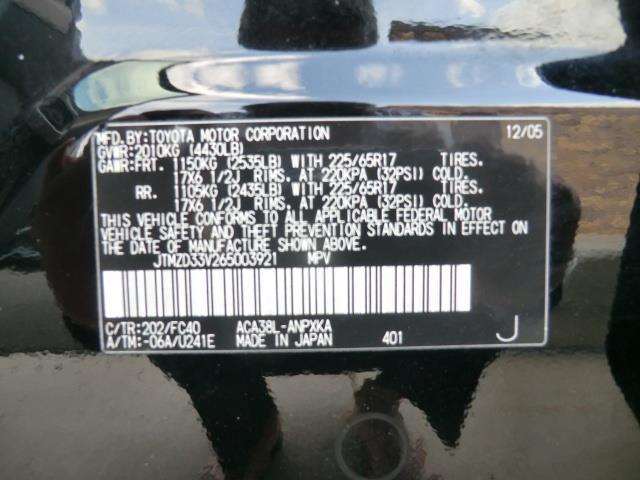 MFD.BY:TOYOTA MOTOR CORPORATION 12/05
GVWR:2010KG (4430LB)
GAWR:FRT. 1150KG (2535LB) WITH 225/65R17 TIRES.
17X6 1/2J RIMS. AT 220KPA (32PSI) COLD.
RR. 1105KG (2435LB) WITH 225/65R17 TIRES.
17X6 1/2J RIMS. AT 220KPA (32PSI) COLD.
THIS VEHICLE CONFORMS TO ALL APPLICABLE FEDERAL MOTOR
VEHICLE SAFETY AND THEFT PREVENTION STANDARDS IN EFFECT ON
THE DATE OF MANUFACTURE SHOWN ABOVE.
JTMZD33V265003921 MPV
C/TR:202/FC40 ACA38L-ANPXKA
A/TM:-06A/U241E MADE IN JAPAN 401 J